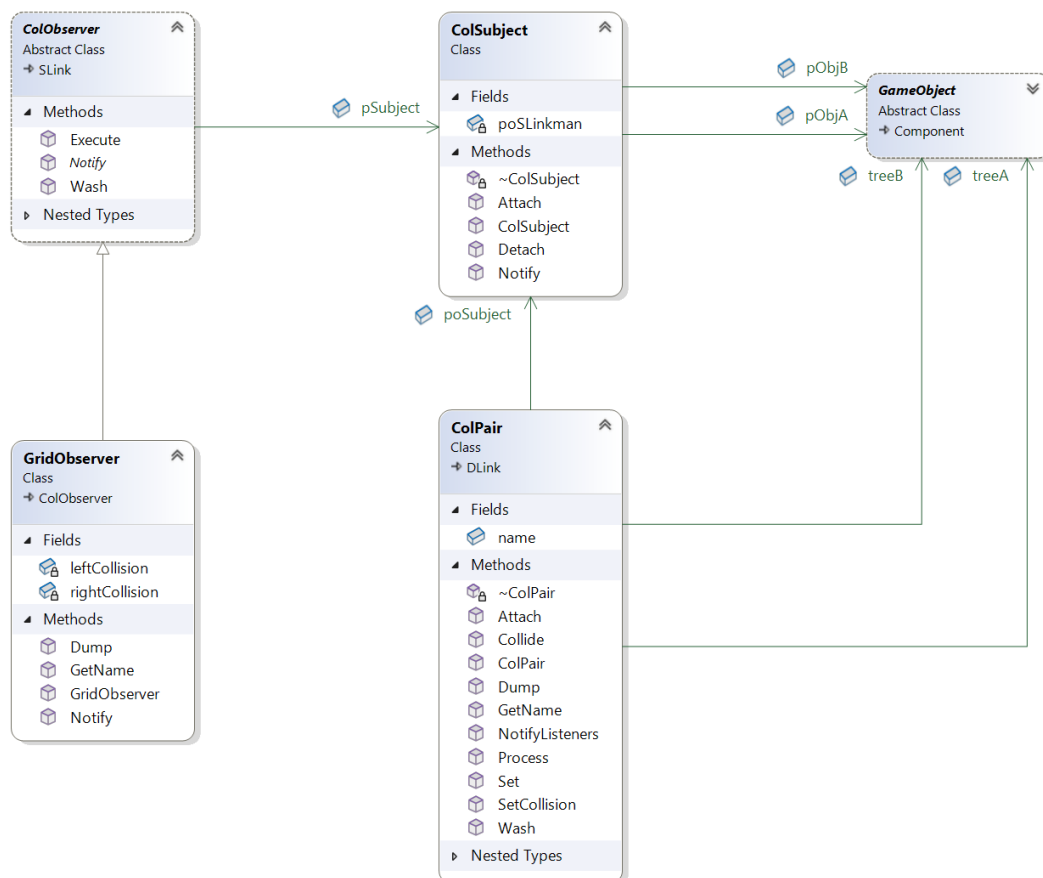 ColObserver
Abstract Class
SLink
Methods
Execute
Notify
Wash
Nested Types
pSubject
ColSubject
Class
Fields
poSLinkman
Methods
~ColSubject
Attach
ColSubject
Detach
Notify
pObjB
pObjA
GameObject
Abstract Class
Component
treeB
treeA
poSubject
GridObserver
Class
ColObserver
Fields
leftCollision
rightCollision
Methods
Dump
GetName
GridObserver
Notify
ColPair
Class
DLink
Fields
name
Methods
~ColPair
Attach
Collide
ColPair
Dump
GetName
NotifyListeners
Process
Set
SetCollision
Wash
Nested Types